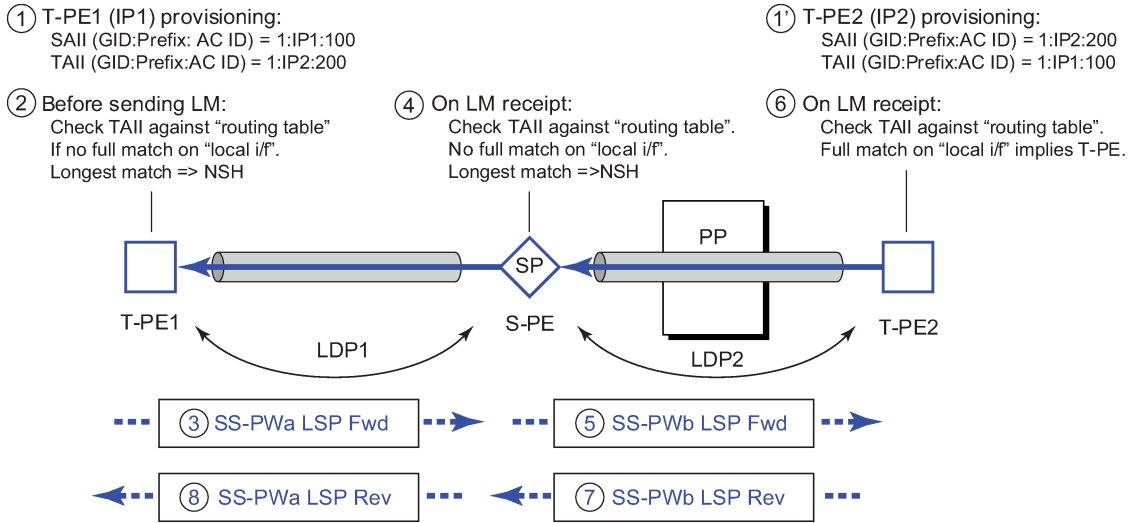 1 T-PE1 (IP1) provisioning:
SAII (GID:Prefix: AC ID) = 1:IP1:100
TAII (GID:Prefix:AC ID) = 1:IP2:200
1’ T-PE2 (IP2) provisioning:
SAII (GID:Prefix:AC ID) = 1:IP2:200
TAII (GID:Prefix:AC ID) = 1:IP1:100
2 Before sending LM:
Check TAII against “routing table”
If no full match on “local i/f”.
Longest match => NSH
4 On LM receipt:
Check TAII against “routing table”.
No full match on “local i/f”.
Longest match =>NSH
6 On LM receipt:
Check TAII against “routing table”.
Full match on “local i/f” implies T-PE.
PP
SP
T-PE1
S-PE
T-PE2
LDP1
LDP2
3 SS-PWa LSP Fwd
5 SS-PWb LSP Fwd
8 SS-PWa LSP Rev
7 SS-PWb LSP Rev